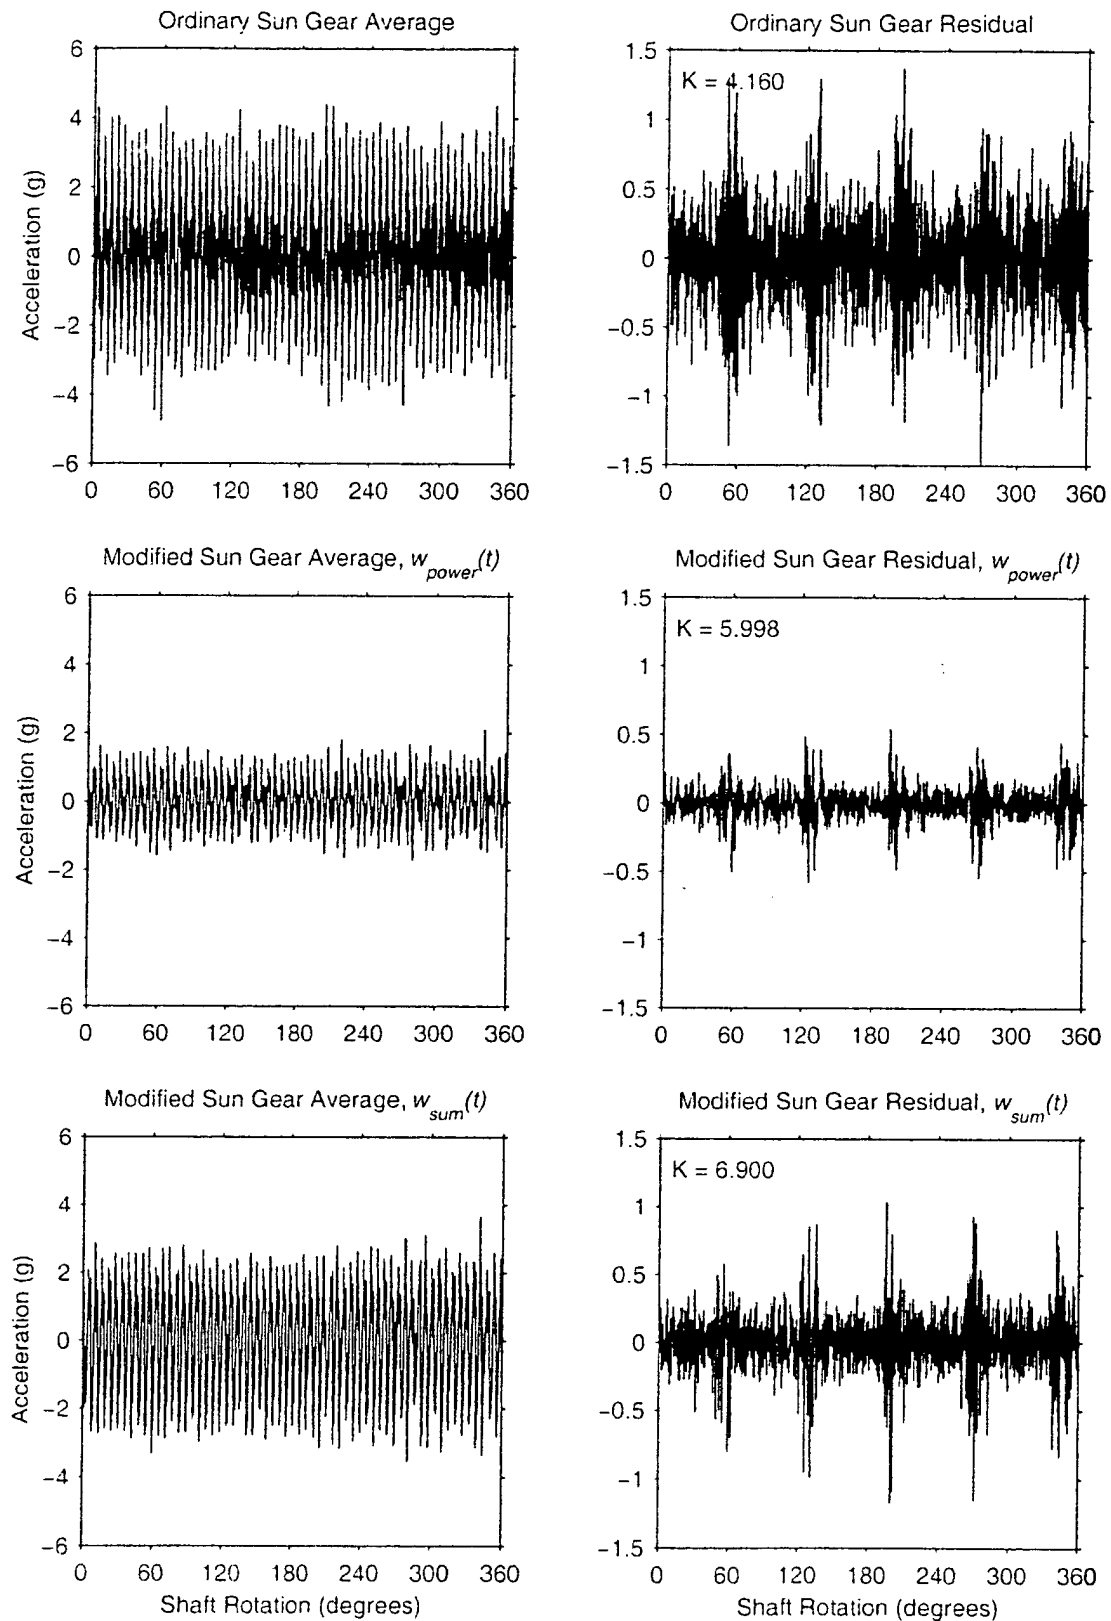 Ordinary Sun Gear Average
6
4
2
0
−2
−4
−6
Acceleration (g)
0 60 120 180 240 300 360
Ordinary Sun Gear Residual
K = 4.160
1.5
1
0.5
0
−0.5
−1
−1.5
0 60 120 180 240 300 360
Modified Sun Gear Average, w_power(t)
6
4
2
0
−2
−4
−6
Acceleration (g)
0 60 120 180 240 300 360
Modified Sun Gear Residual, w_power(t)
K = 5.998
1.5
1
0.5
0
−0.5
−1
−1.5
0 60 120 180 240 300 360
Modified Sun Gear Average, w_sum(t)
6
4
2
0
−2
−4
−6
Acceleration (g)
0 60 120 180 240 300 360
Shaft Rotation (degrees)
Modified Sun Gear Residual, w_sum(t)
K = 6.900
1.5
1
0.5
0
−0.5
−1
−1.5
0 60 120 180 240 300 360
Shaft Rotation (degrees)